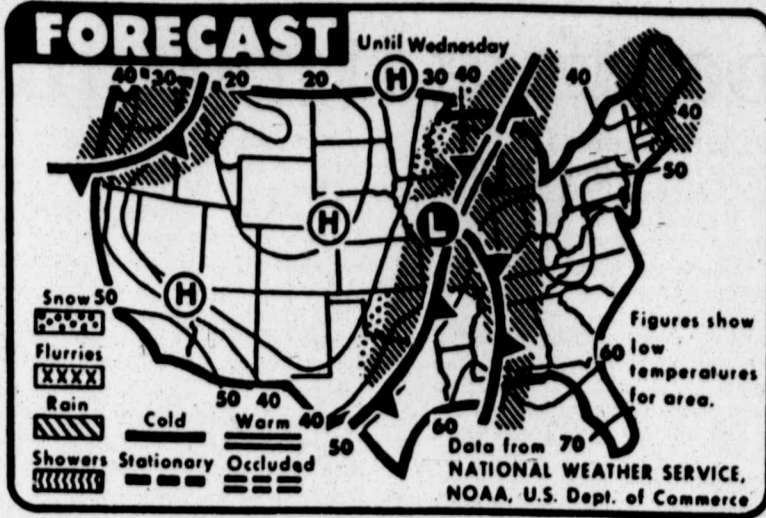 FORECAST
Until Wednesday
40 30 20 20 H 30 40 40
40
50
H L
H
Snow 50
Flurries
XXXX
Rain
Showers
Cold Warm
Stationary Occluded
50 40 40 50 60 70 60
Figures show
low
temperatures
for area.
Data from
NATIONAL WEATHER SERVICE,
NOAA, U.S. Dept. of Commerce